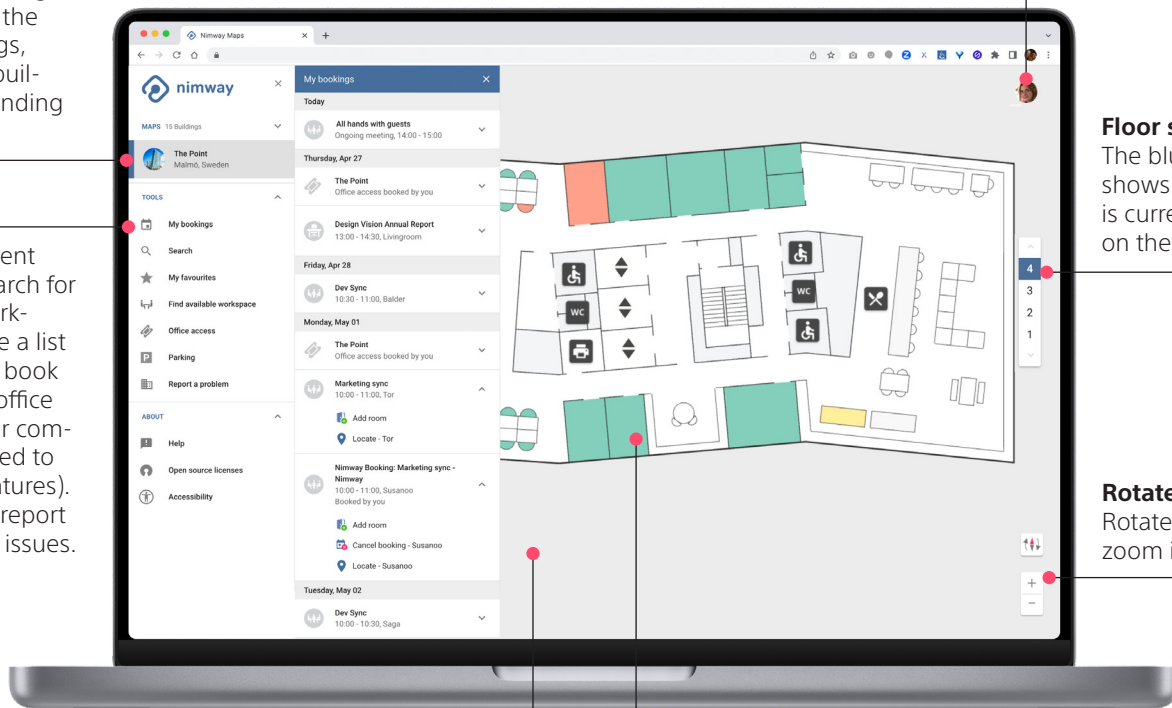 the
gs,
buil-
nding
ent
arch for
rk-
e a list
book
office
r com-
ed to
atures).
report
issues.
Nimway Maps
nimway
MAPS 15 Buildings
The Point
Malmö, Sweden
TOOLS
My bookings
Search
My favourites
Find available workspace
Office access
Parking
Report a problem
ABOUT
Help
Open source licenses
Accessibility
My bookings
Today
All hands with guests
Ongoing meeting, 14:00 - 15:00
Thursday, Apr 27
The Point
Office access booked by you
Design Vision Annual Report
13:00 - 14:30, Livingroom
Friday, Apr 28
Dev Sync
10:30 - 11:00, Balder
Monday, May 01
The Point
Office access booked by you
Marketing sync
10:00 - 11:00, Tor
Add room
Locate - Tor
Nimway Booking: Marketing sync -
Nimway
10:00 - 11:00, Susanoo
Booked by you
Add room
Cancel booking - Susanoo
Locate - Susanoo
Tuesday, May 02
Dev Sync
10:00 - 10:30, Saga
WC
WC
4
3
2
1
Floor s
The blu
shows
is curre
on the
Rotate
Rotate
zoom i